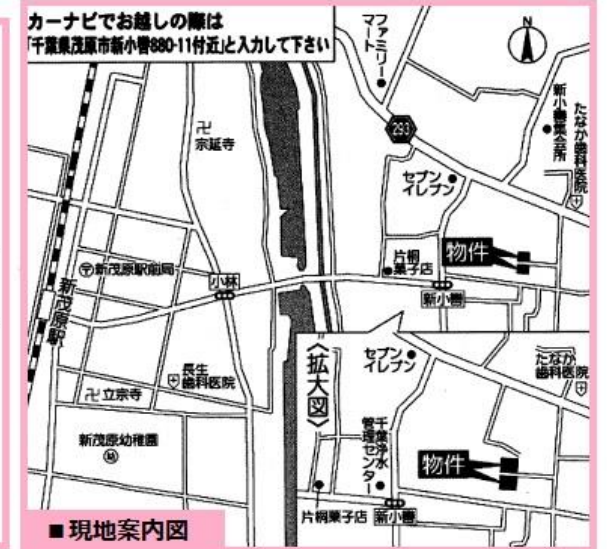 カーナビでお越しの際は
「千葉県茂原市新小轡880-11付近」と入力して下さい
N
ファミリー
マート
293
新小轡集会所
たなか歯科医院
卍
宗延寺
セブン
イレブン
物件
片桐
菓子店
新茂原駅前局
小林
新小轡
新茂原駅
長生
歯科医院
卍立宗寺
新茂原幼稚園
幼
《拡大図》
セブン
イレブン
たなか
歯科医院
千葉浄水
管理センター
物件
片桐菓子店
新小轡
■現地案内図